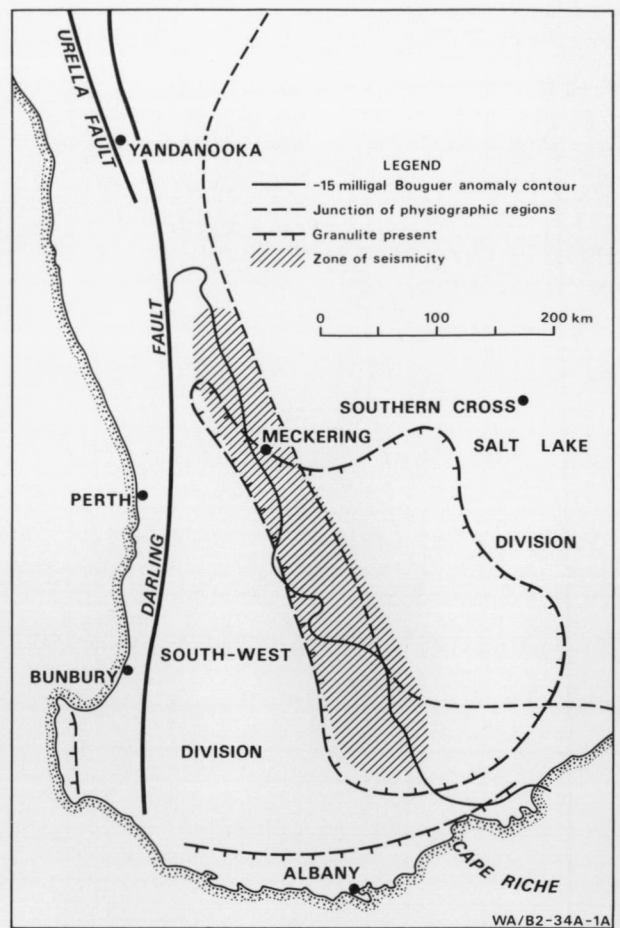 URELLA FAULT
YANDANOOKA
LEGEND
-15 milligal Bouguer anomaly contour
Junction of physiographic regions
Granulite present
Zone of seismicity
0 100 200 km
FAULT
SOUTHERN CROSS
SALT LAKE
MECKERING
PERTH
DIVISION
DARLING
SOUTH-WEST
BUNBURY
DIVISION
ALBANY
CAPE RICHE
WA/B2-34A-1A